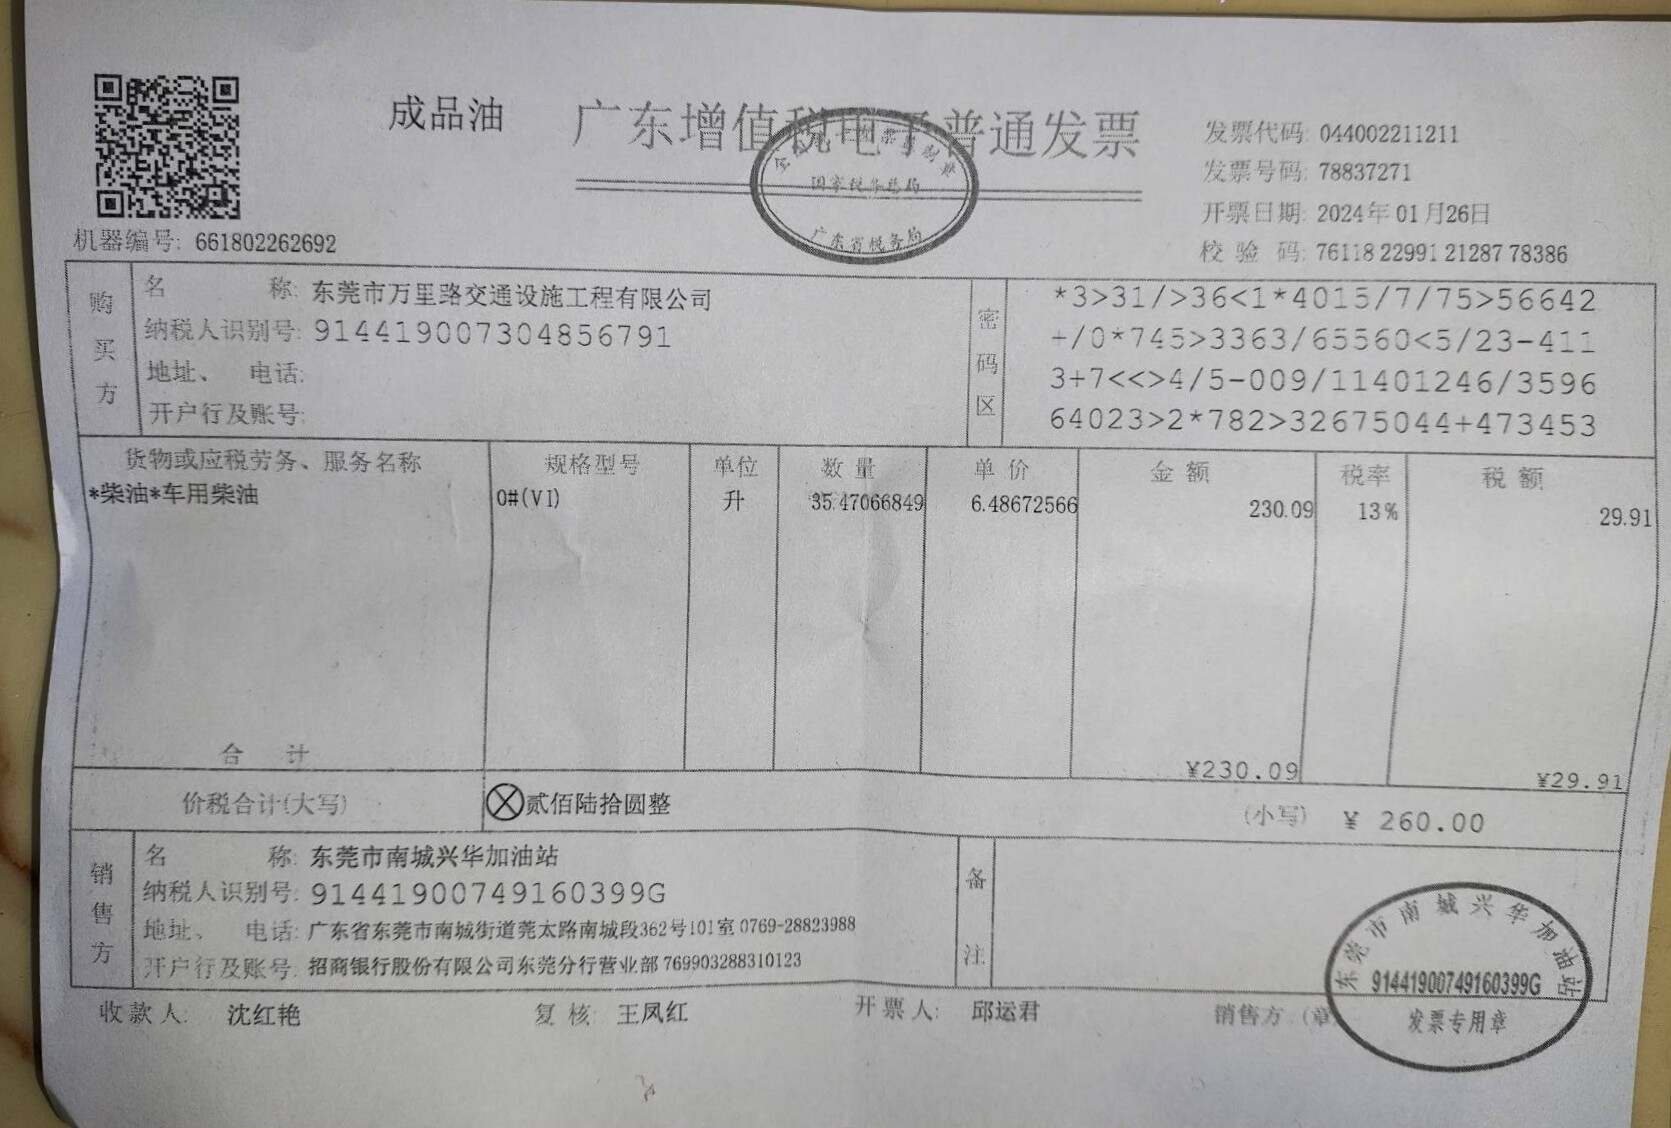 成品油 广东增值税电子普通发票
国家税务总局
广东省税务局
发票代码: 044002211211
发票号码: 78837271
开票日期: 2024年01月26日
校验码: 76118 22991 21287 78386
机器编号: 661802262692
购买方
名称: 东莞市万里路交通设施工程有限公司
纳税人识别号: 914419007304856791
地址、电话:
开户行及账号:
密码区
*3>31/>36<1*4015/7/75>56642
+/0*745>3363/65560<5/23-411
3+7<<>4/5-009/11401246/3596
64023>2*782>32675044+473453
货物或应税劳务、服务名称 规格型号 单位 数量 单价 金额 税率 税额
*柴油*车用柴油 0#(VI) 升 35.47066849 6.48672566 230.09 13% 29.91
合计 ¥230.09 ¥29.91
价税合计(大写) 贰佰陆拾圆整 (小写) ¥ 260.00
销售方
名称: 东莞市南城兴华加油站
纳税人识别号: 91441900749160399G
地址、电话: 广东省东莞市南城街道莞太路南城段362号101室 0769-28823988
开户行及账号: 招商银行股份有限公司东莞分行营业部 769903288310123
备注
收款人: 沈红艳 复核: 王凤红 开票人: 邱运君 销售方:(章)
东莞市南城兴华加油站
91441900749160399G
发票专用章